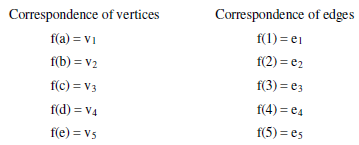 Correspondence of vertices Correspondence of edges
f(a) = v₁ f(1) = e₁
f(b) = v₂ f(2) = e₂
f(c) = v₃ f(3) = e₃
f(d) = v₄ f(4) = e₄
f(e) = v₅ f(5) = e₅